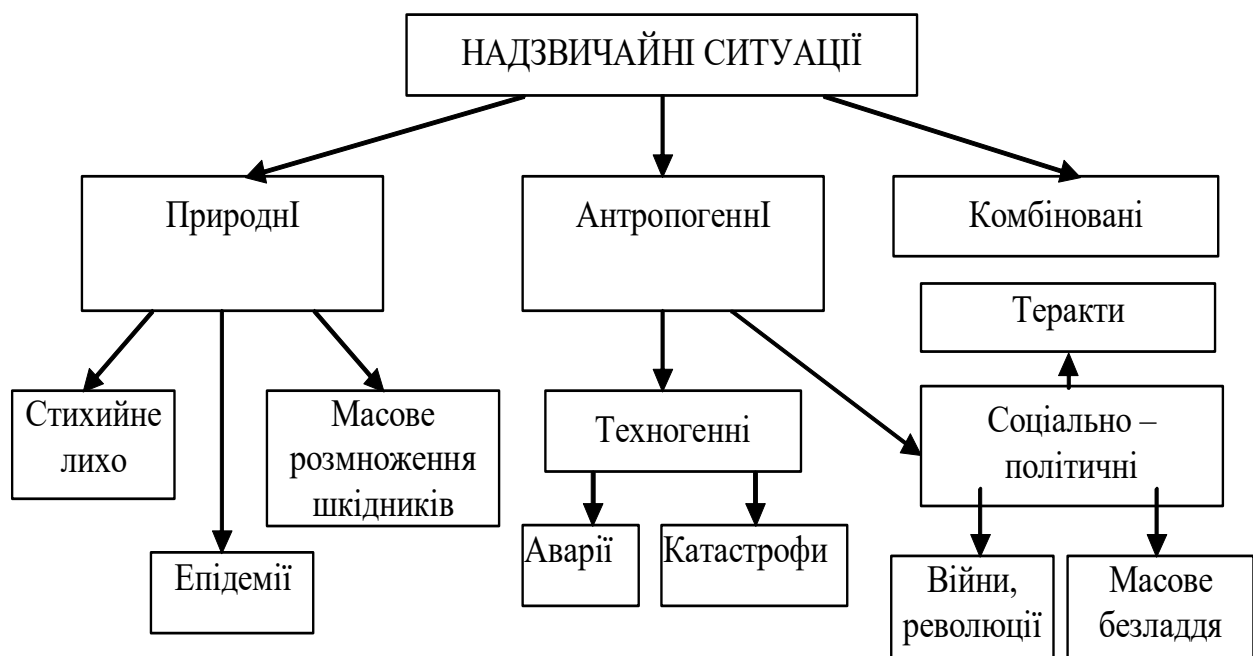 НАДЗВИЧАЙНІ СИТУАЦІЇ
ПрироднІ
АнтропогеннІ
Комбіновані
Теракти
Стихийне
лихо
Масове
розмноження
шкідників
Техногенні
Соціально –
політичні
Епідемії
Аварії
Катастрофи
Війни,
революції
Масове
безладдя